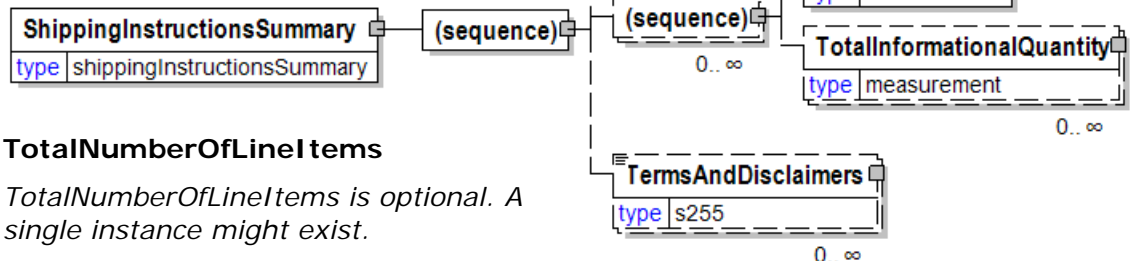 ShippingInstructionsSummary
type shippingInstructionsSummary
(sequence)
(sequence)
0.. ∞
TotalInformationalQuantity
type measurement
0.. ∞
TermsAndDisclaimers
type s255
0.. ∞
TotalNumberOfLineItems
TotalNumberOfLineItems is optional. A
single instance might exist.